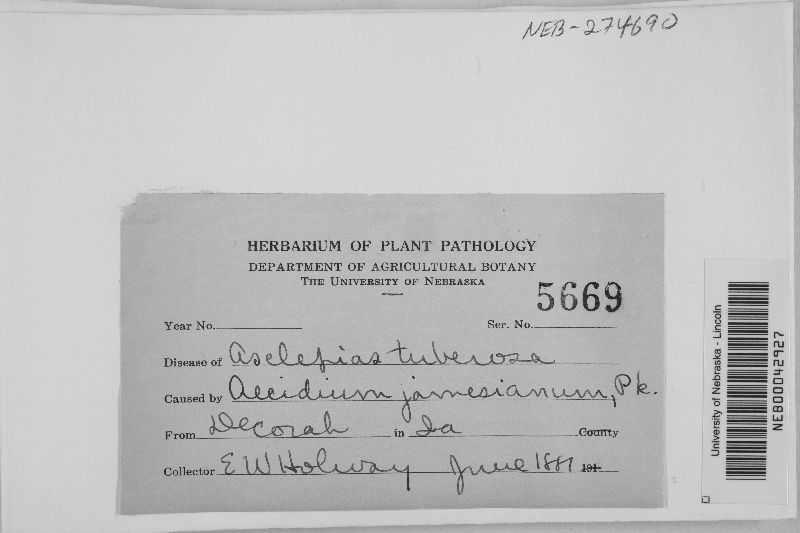 NEB-274690
HERBARIUM OF PLANT PATHOLOGY
DEPARTMENT OF AGRICULTURAL BOTANY
THE UNIVERSITY OF NEBRASKA
5669
Year No. Ser. No.
Disease of Asclepias tuberosa
Caused by Aecidium jamesianum, Pk.
From Decorah in Ia County
Collector E W Holway June 1887 191
University of Nebraska - Lincoln
NEB00042927